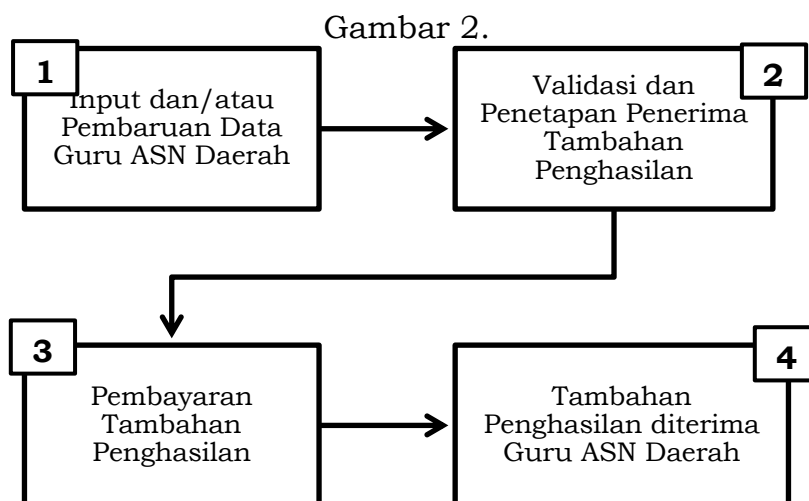 Gambar 2.
1
Input dan/atau
Pembaruan Data
Guru ASN Daerah
2
Validasi dan
Penetapan Penerima
Tambahan
Penghasilan
3
Pembayaran
Tambahan
Penghasilan
4
Tambahan
Penghasilan diterima
Guru ASN Daerah